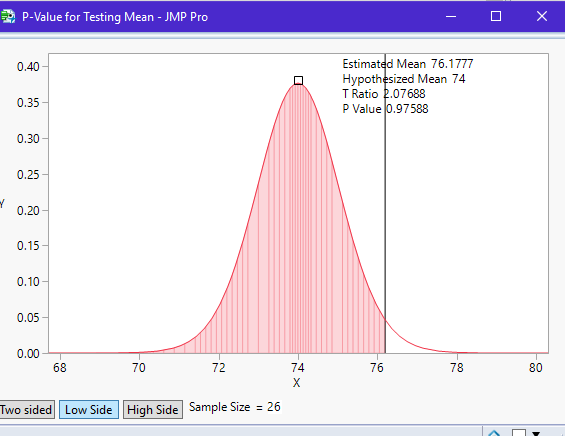 P-Value for Testing Mean - JMP Pro
Estimated Mean 76.1777
Hypothesized Mean 74
T Ratio 2.07688
P Value 0.97588
0.40
0.35
0.30
0.25
0.20
0.15
0.10
0.05
0.00
Y
68 70 72 74 76 78 80
X
Two sided Low Side High Side Sample Size = 26